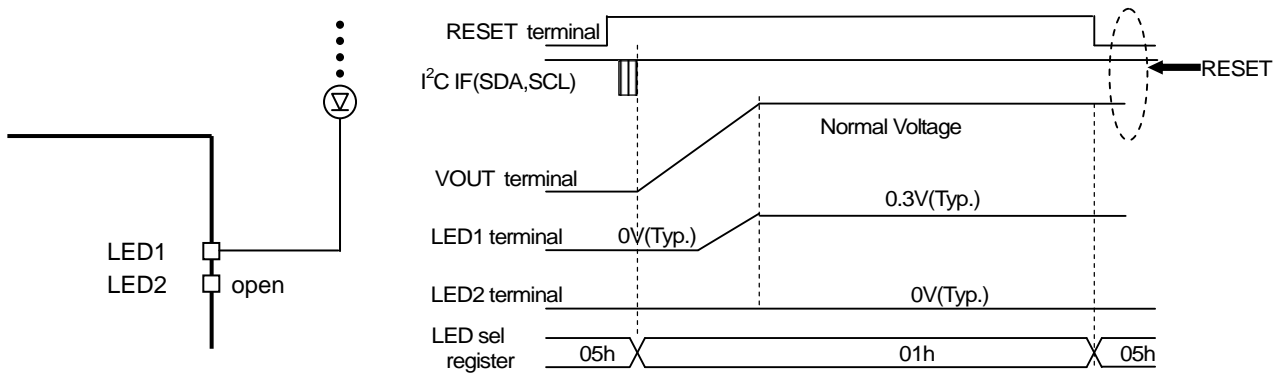 LED1
LED2
open
RESET terminal
I²C IF(SDA,SCL)
RESET
Normal Voltage
VOUT terminal
0.3V(Typ.)
LED1 terminal
0V(Typ.)
LED2 terminal
0V(Typ.)
LED sel
register
05h
01h
05h